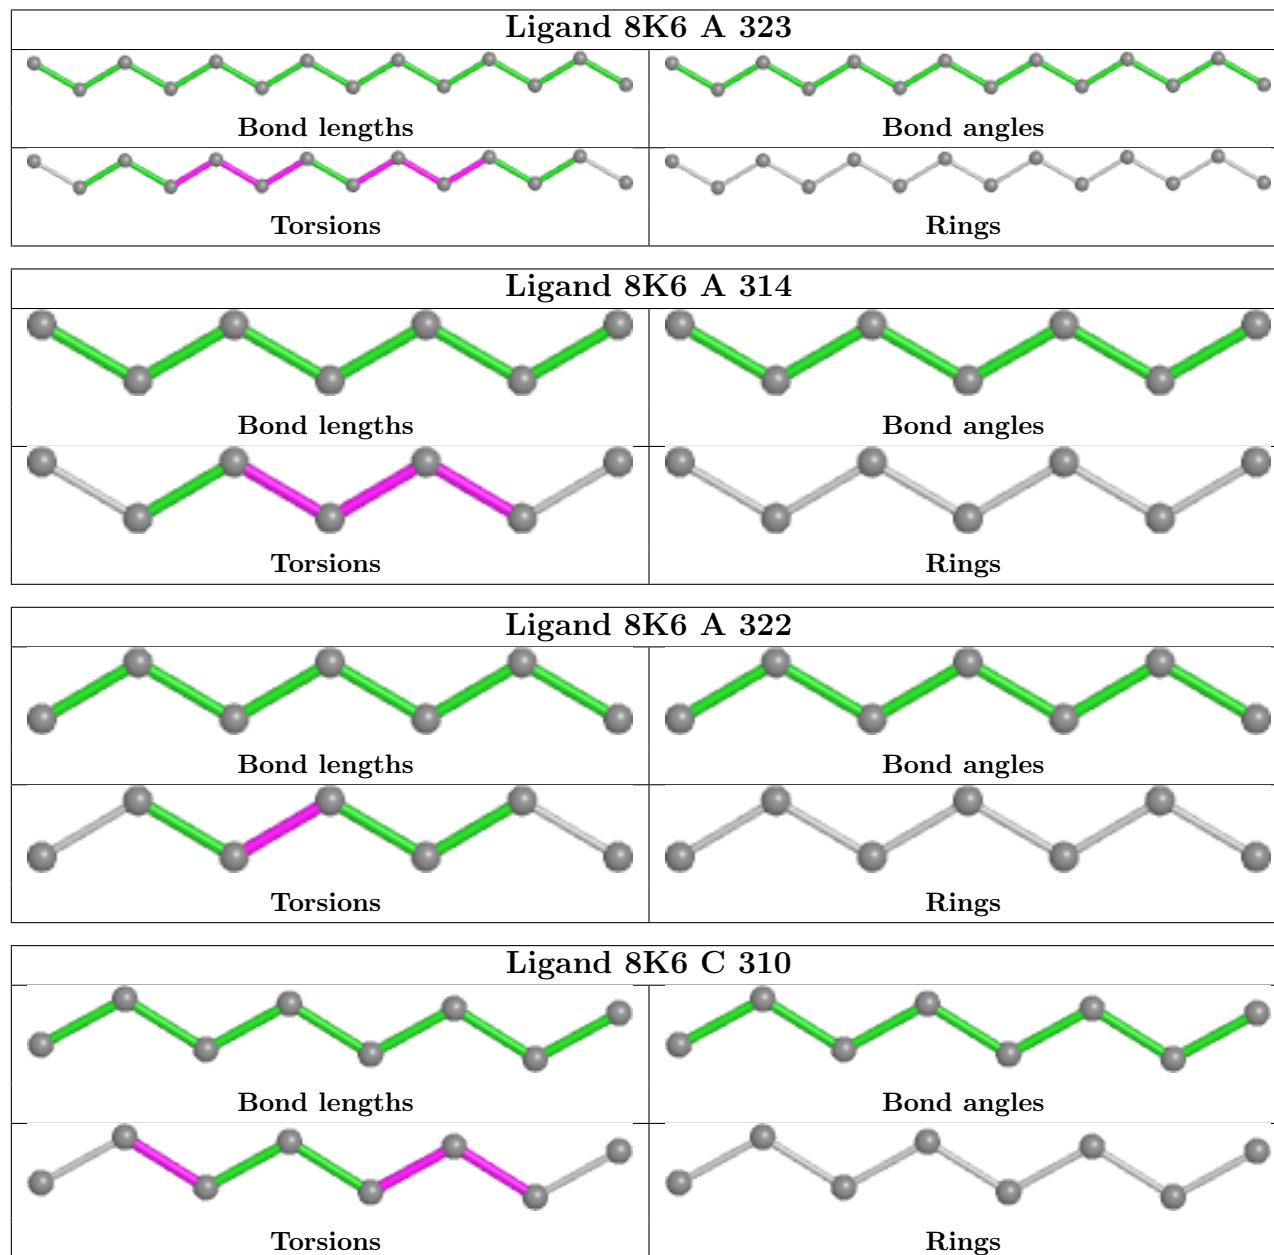 Ligand 8K6 A 323
Bond lengths
Bond angles
Torsions
Rings
Ligand 8K6 A 314
Bond lengths
Bond angles
Torsions
Rings
Ligand 8K6 A 322
Bond lengths
Bond angles
Torsions
Rings
Ligand 8K6 C 310
Bond lengths
Bond angles
Torsions
Rings